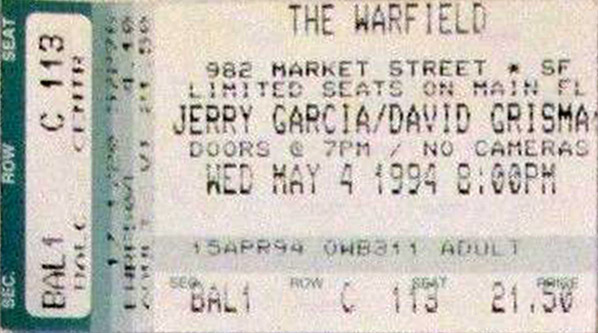 THE WARFIELD
982 MARKET STREET * SF
LIMITED SEATS ON MAIN FL
JERRY GARCIA/DAVID GRISMA
DOORS @ 7PM / NO CAMERAS
WED MAY 4 1994 8:00PM
15APR94 OWB311 ADULT
SEC. ROW SEAT PRICE
BAL1 C 113 21.50
SEC. ROW SEAT
BAL1 C 113
BALC CENTR